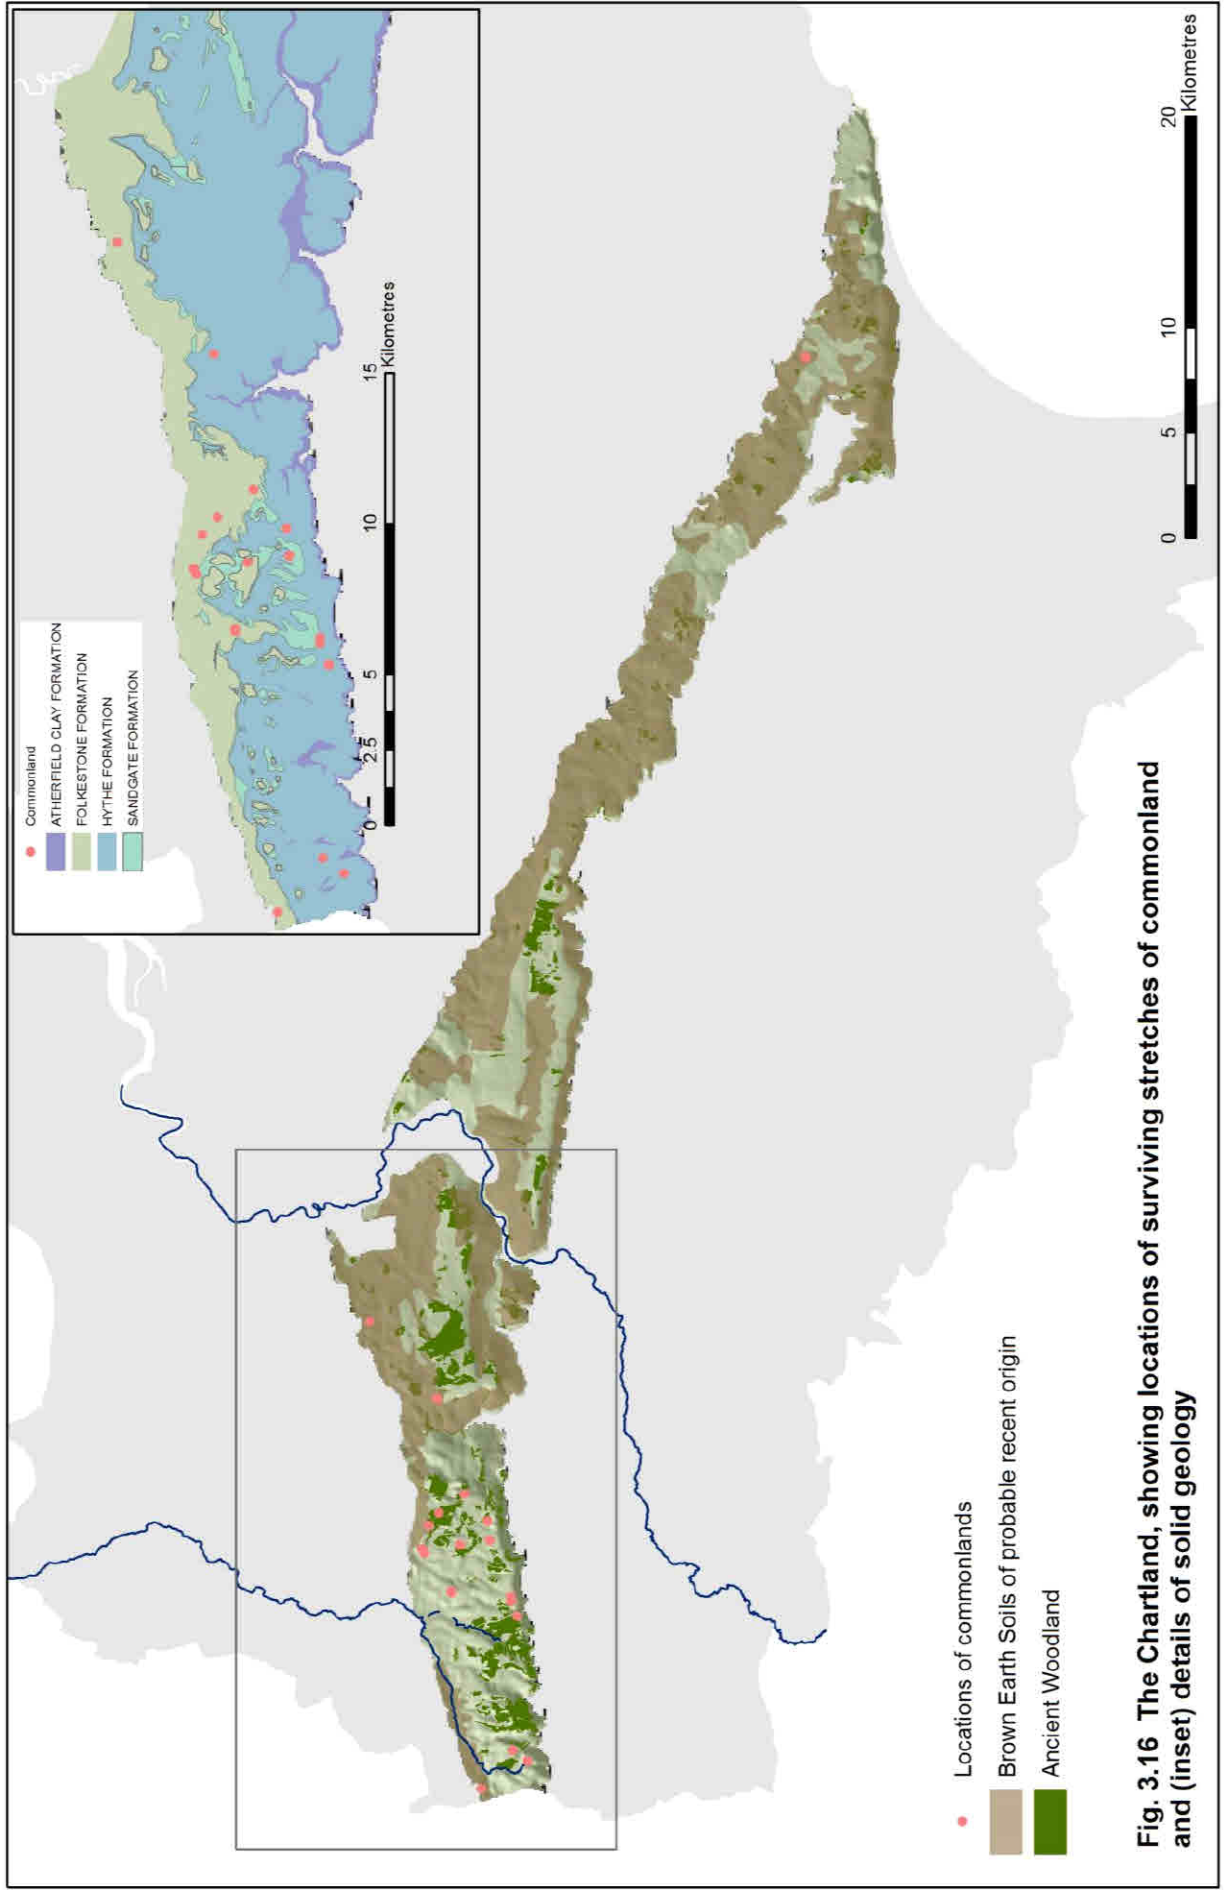 Commonland
ATHERFIELD CLAY FORMATION
FOLKESTONE FORMATION
HYTHE FORMATION
SANDGATE FORMATION
0 2.5 5 10 15
Kilometres
Locations of commonlands
Brown Earth Soils of probable recent origin
Ancient Woodland
0 5 10 20
Kilometres
Fig. 3.16 The Chartland, showing locations of surviving stretches of commonland
and (inset) details of solid geology